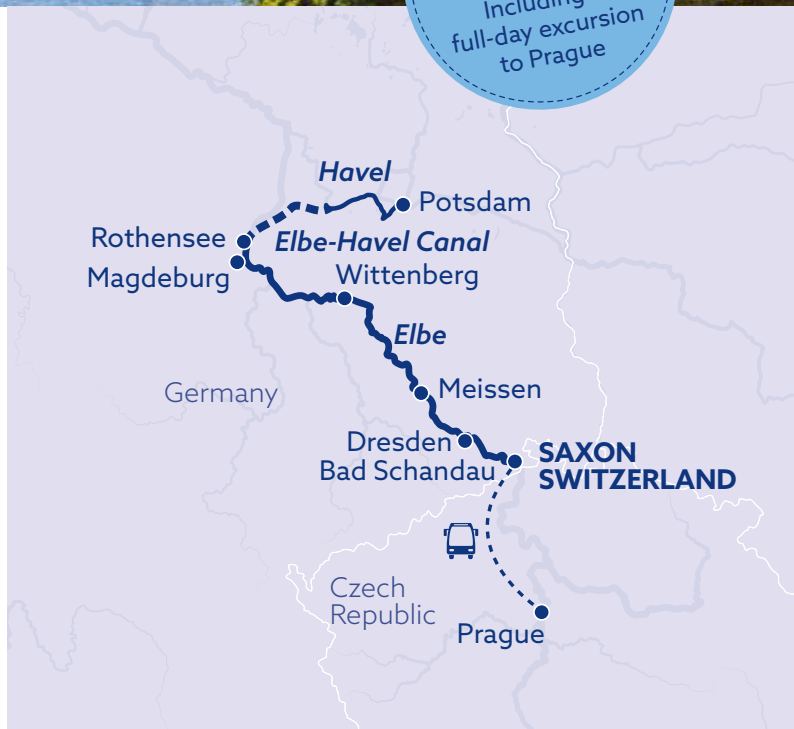 Including
full-day excursion
to Prague
Havel
Potsdam
Rothensee
Elbe-Havel Canal
Magdeburg
Wittenberg
Elbe
Germany
Meissen
Dresden
Bad Schandau
SAXON
SWITZERLAND
Czech
Republic
Prague